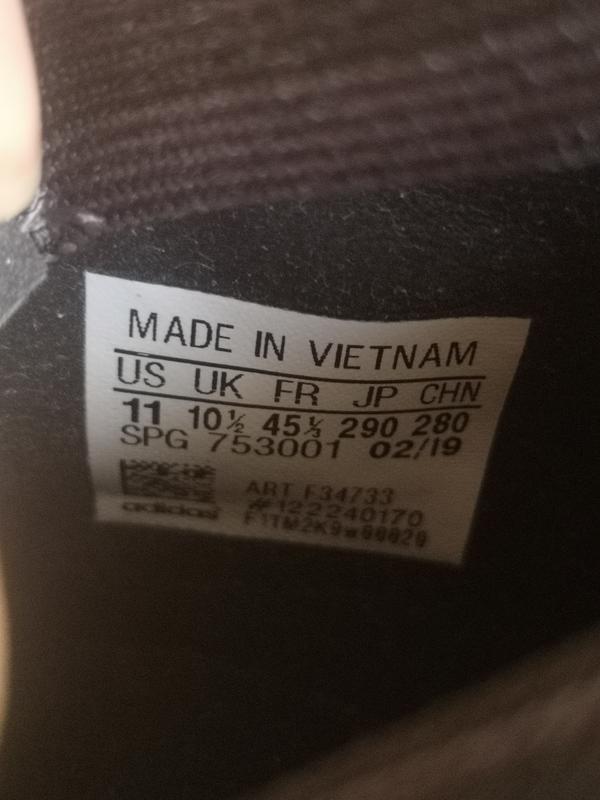 MADE IN VIETNAM
US UK FR JP CHN
11 10½ 45⅓ 290 280
SPG 753001 02/19
ART F34733
#122240170
adidas